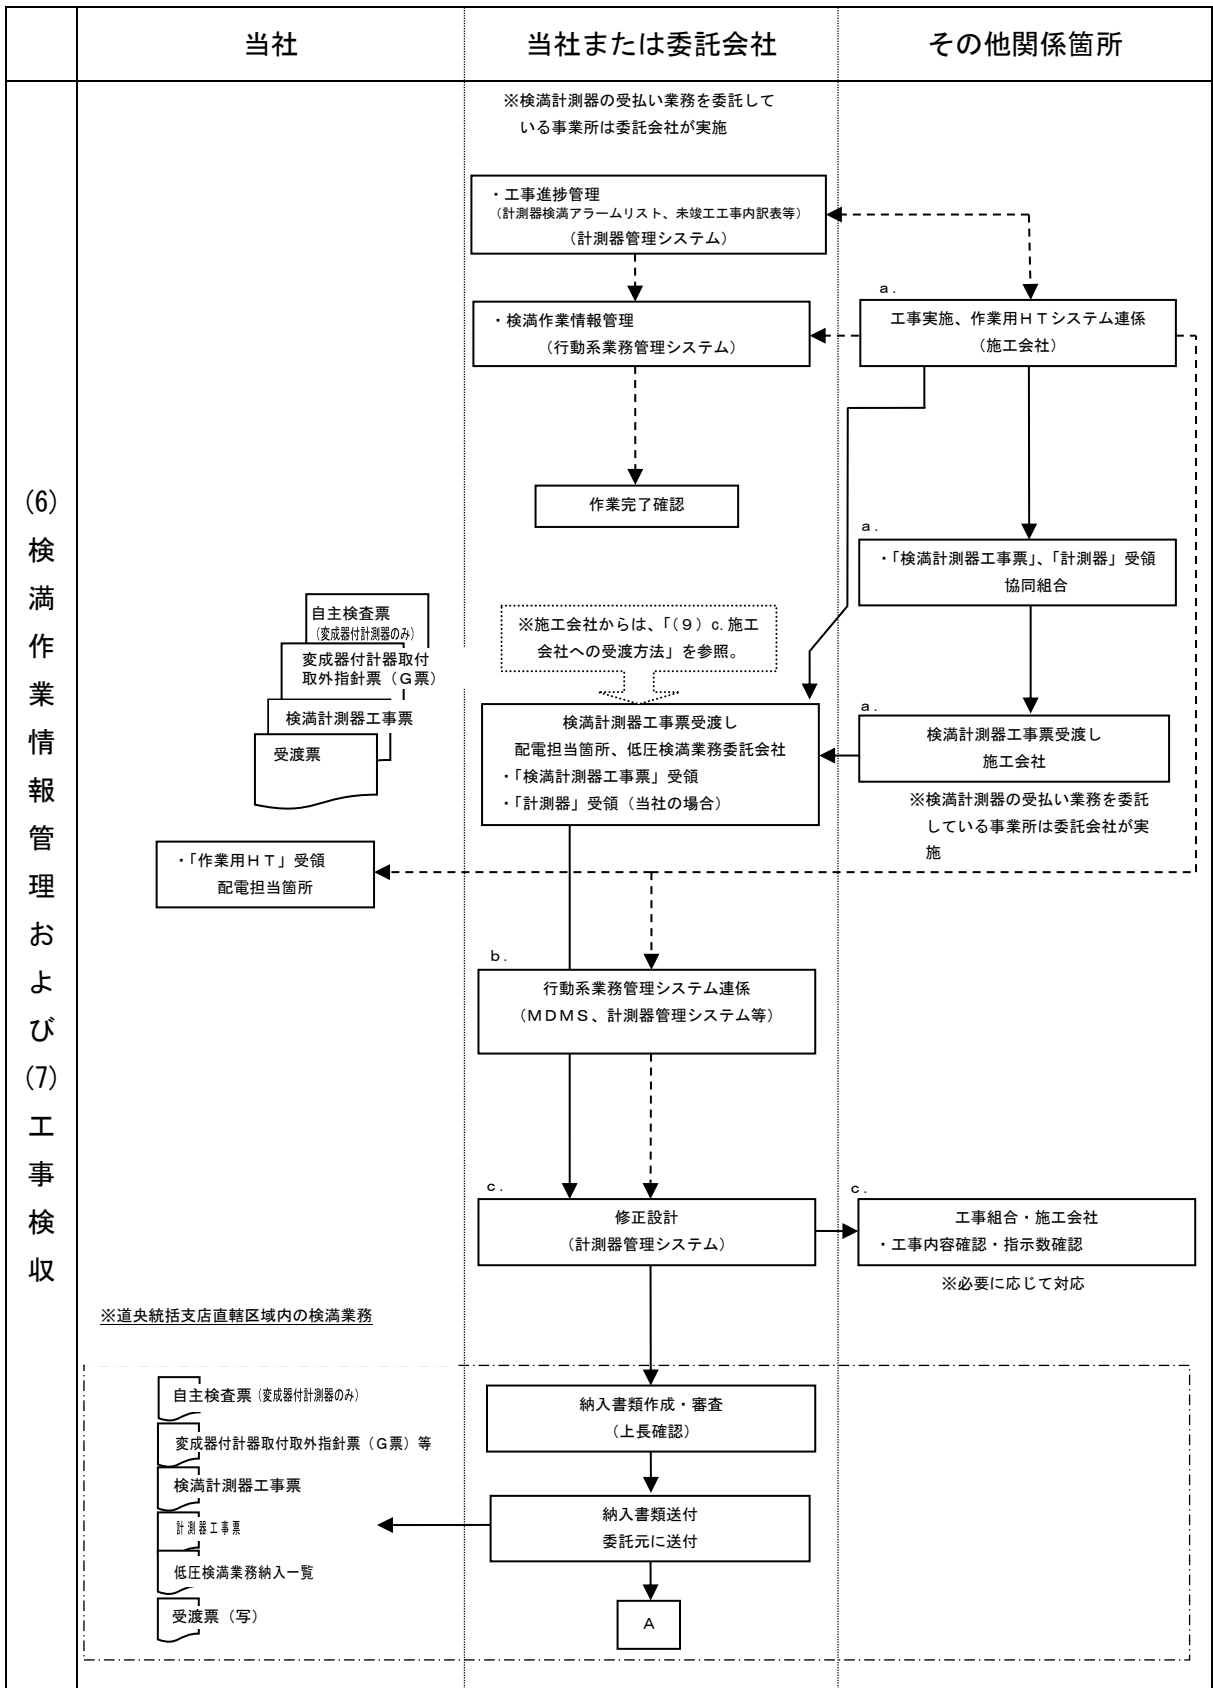 当社
当社または委託会社
その他関係箇所
(6)検満作業情報管理および(7)工事検収
※検満計測器の受払い業務を委託して
いる事業所は委託会社が実施
・工事進捗管理
（計測器検満アラームリスト、未竣工工事内訳表等）
（計測器管理システム）
a．
・検満作業情報管理
（行動系業務管理システム）
工事実施、作業用ＨＴシステム連係
（施工会社）
作業完了確認
a．
・「検満計測器工事票」、「計測器」受領
協同組合
自主検査票
（変成器付計測器のみ）
変成器付計器取付
取外指針票（Ｇ票）
検満計測器工事票
受渡票
※施工会社からは、「（９）c.施工
会社への受渡方法」を参照。
検満計測器工事票受渡し
配電担当箇所、低圧検満業務委託会社
・「検満計測器工事票」受領
・「計測器」受領（当社の場合）
a．
検満計測器工事票受渡し
施工会社
※検満計測器の受払い業務を委託
している事業所は委託会社が実
施
・「作業用ＨＴ」受領
配電担当箇所
b．
行動系業務管理システム連係
（ＭＤＭＳ、計測器管理システム等）
c．
修正設計
（計測器管理システム）
c．
工事組合・施工会社
・工事内容確認・指示数確認
※必要に応じて対応
※道央統括支店直轄区域内の検満業務
自主検査票（変成器付計測器のみ）
変成器付計器取付取外指針票（Ｇ票）等
検満計測器工事票
計測器工事票
低圧検満業務納入一覧
受渡票（写）
納入書類作成・審査
（上長確認）
納入書類送付
委託元に送付
Ａ